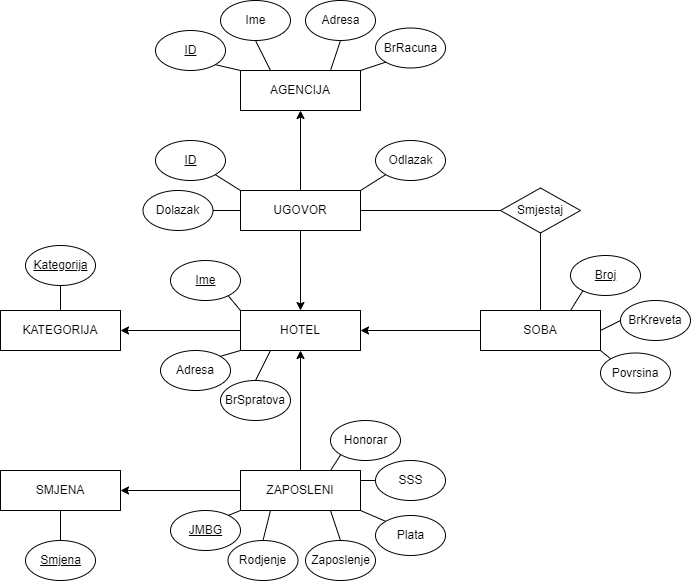 Ime
Adresa
ID
BrRacuna
AGENCIJA
ID
Odlazak
Dolazak
UGOVOR
Smjestaj
Kategorija
Ime
Broj
KATEGORIJA
HOTEL
SOBA
BrKreveta
Adresa
BrSpratova
Povrsina
Honorar
SMJENA
ZAPOSLENI
SSS
JMBG
Plata
Smjena
Rodjenje
Zaposlenje